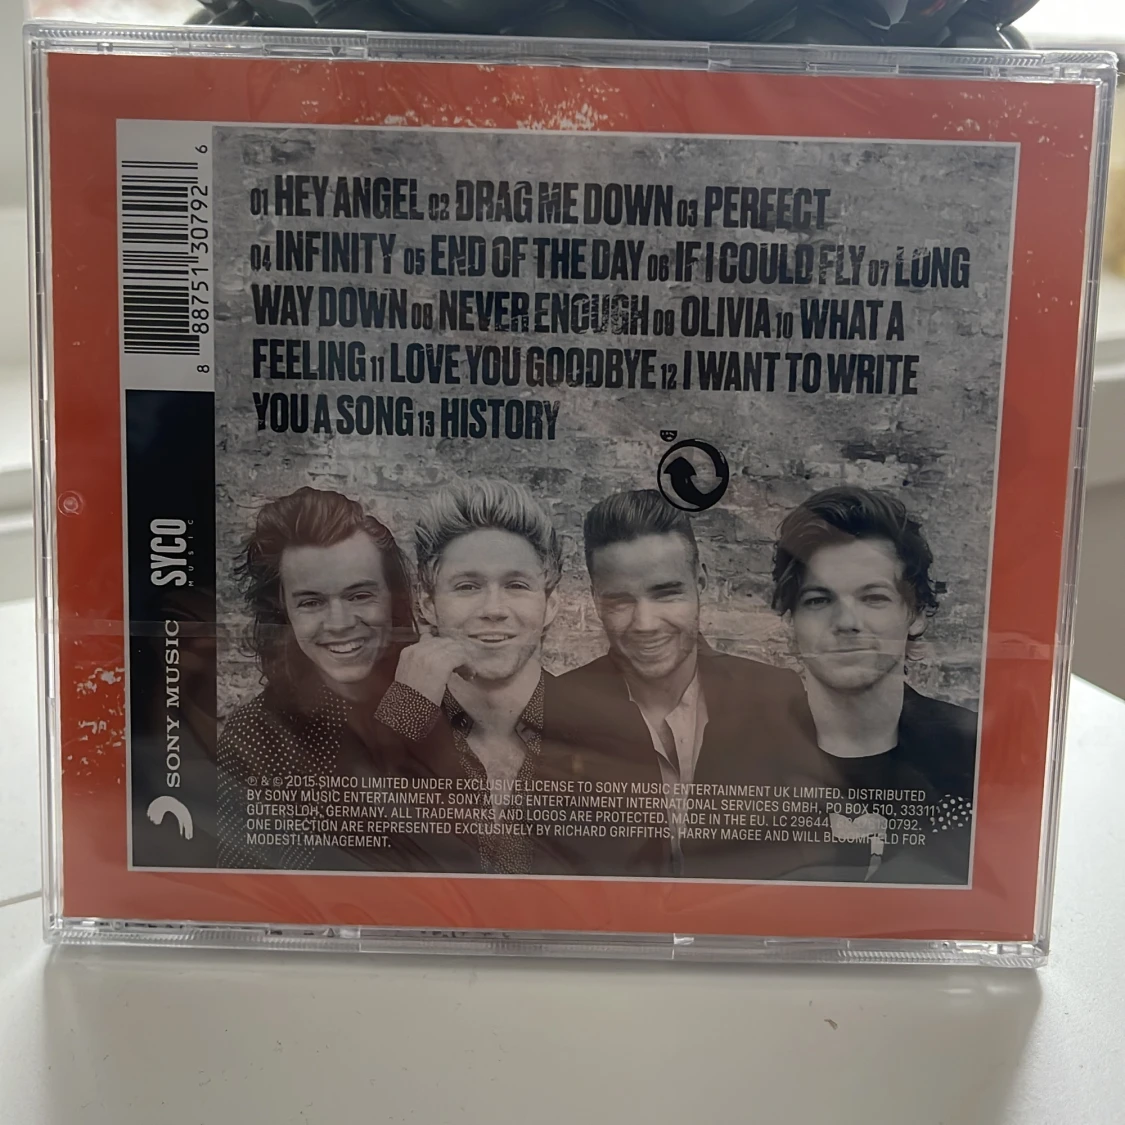 01 HEY ANGEL 02 DRAG ME DOWN 03 PERFECT
04 INFINITY 05 END OF THE DAY 06 IF I COULD FLY 07 LONG
WAY DOWN 08 NEVER ENOUGH 09 OLIVIA 10 WHAT A
FEELING 11 LOVE YOU GOODBYE 12 I WANT TO WRITE
YOU A SONG 13 HISTORY
℗ & © 2015 SIMCO LIMITED UNDER EXCLUSIVE LICENSE TO SONY MUSIC ENTERTAINMENT UK LIMITED. DISTRIBUTED
BY SONY MUSIC ENTERTAINMENT. SONY MUSIC ENTERTAINMENT INTERNATIONAL SERVICES GMBH, PO BOX 510, 33311
GÜTERSLOH, GERMANY. ALL TRADEMARKS AND LOGOS ARE PROTECTED. MADE IN THE EU. LC 29644,
ONE DIRECTION ARE REPRESENTED EXCLUSIVELY BY RICHARD GRIFFITHS, HARRY MAGEE AND WILL BLOOMFIELD FOR
MODEST! MANAGEMENT.
8 88751 30792 6
SYCO
MUSIC
SONY MUSIC